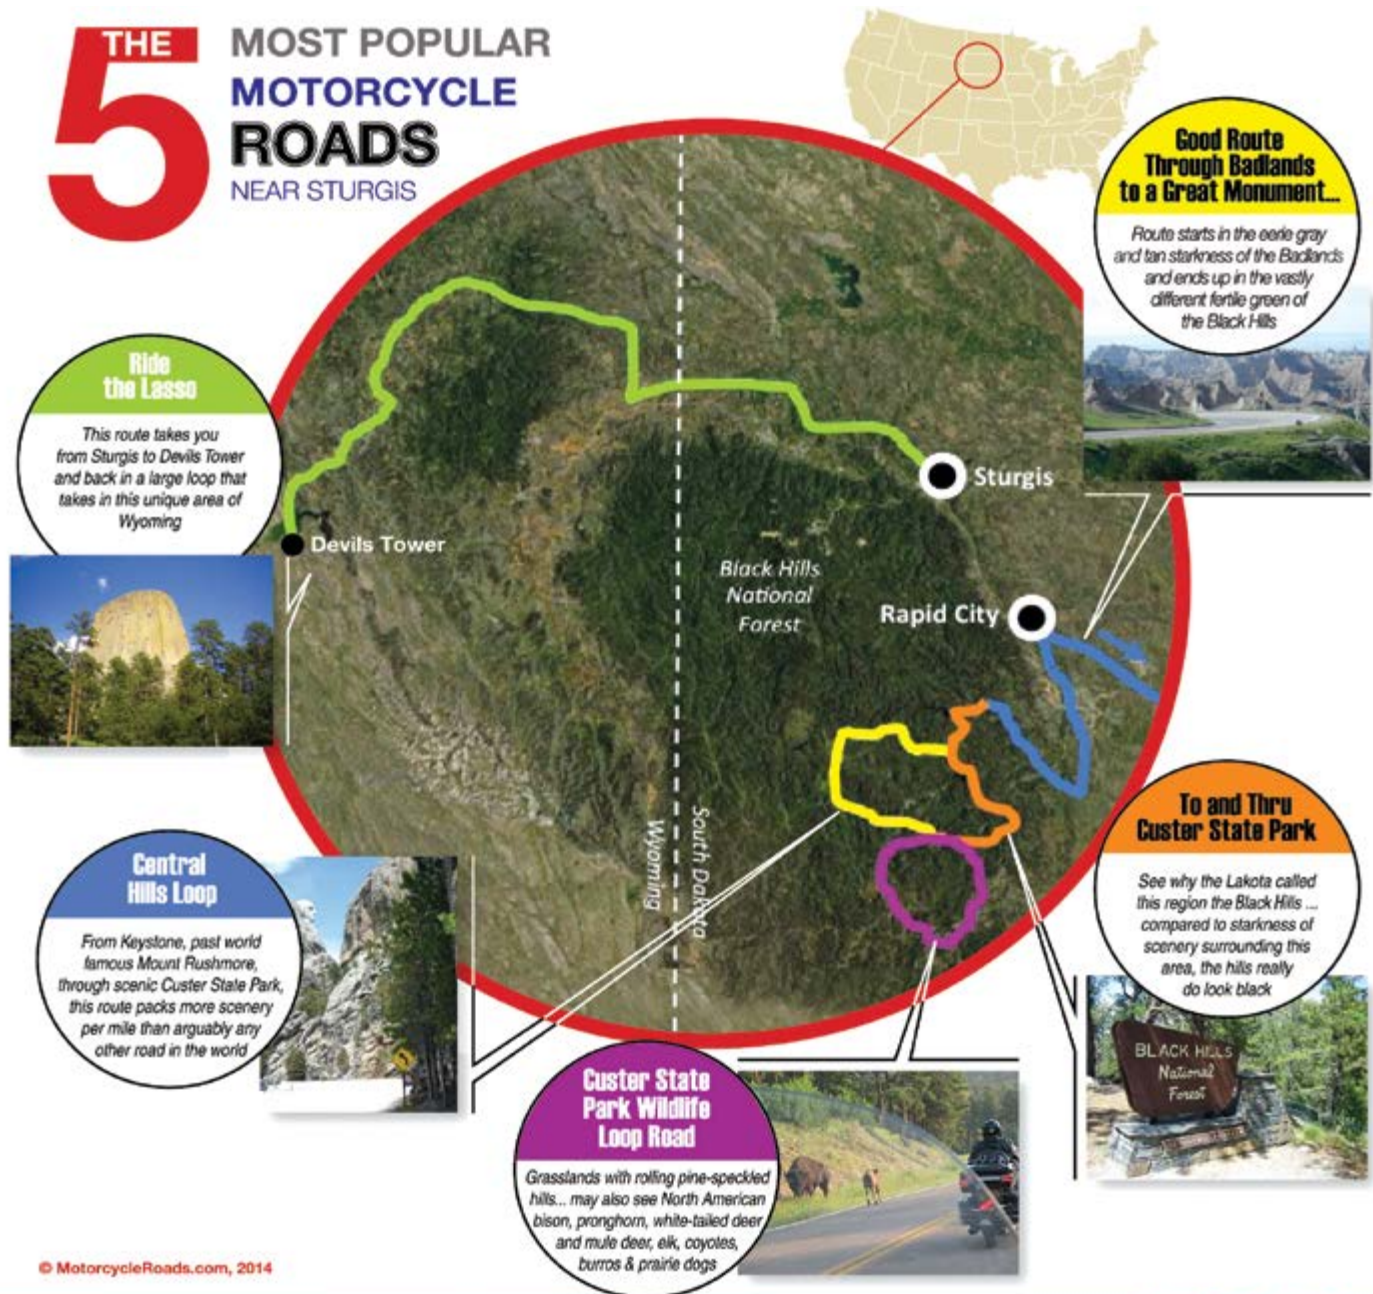 THE
5
MOST POPULAR
MOTORCYCLE
ROADS
NEAR STURGIS
Good Route
Through Badlands
to a Great Monument...
Route starts in the eerie gray
and tan starkness of the Badlands
and ends up in the vastly
different fertile green of
the Black Hills
Ride
the Lasso
This route takes you
from Sturgis to Devils Tower
and back in a large loop that
takes in this unique area of
Wyoming
Sturgis
Devils Tower
Black Hills
National
Forest
Rapid City
Wyoming
South Dakota
Central
Hills Loop
From Keystone, past world
famous Mount Rushmore,
through scenic Custer State Park,
this route packs more scenery
per mile than arguably any
other road in the world
To and Thru
Custer State Park
See why the Lakota called
this region the Black Hills ...
compared to starkness of
scenery surrounding this
area, the hills really
do look black
BLACK HILLS
National
Forest
Custer State
Park Wildlife
Loop Road
Grasslands with rolling pine-speckled
hills... may also see North American
bison, pronghorn, white-tailed deer
and mule deer, elk, coyotes,
burros & prairie dogs
© MotorcycleRoads.com, 2014